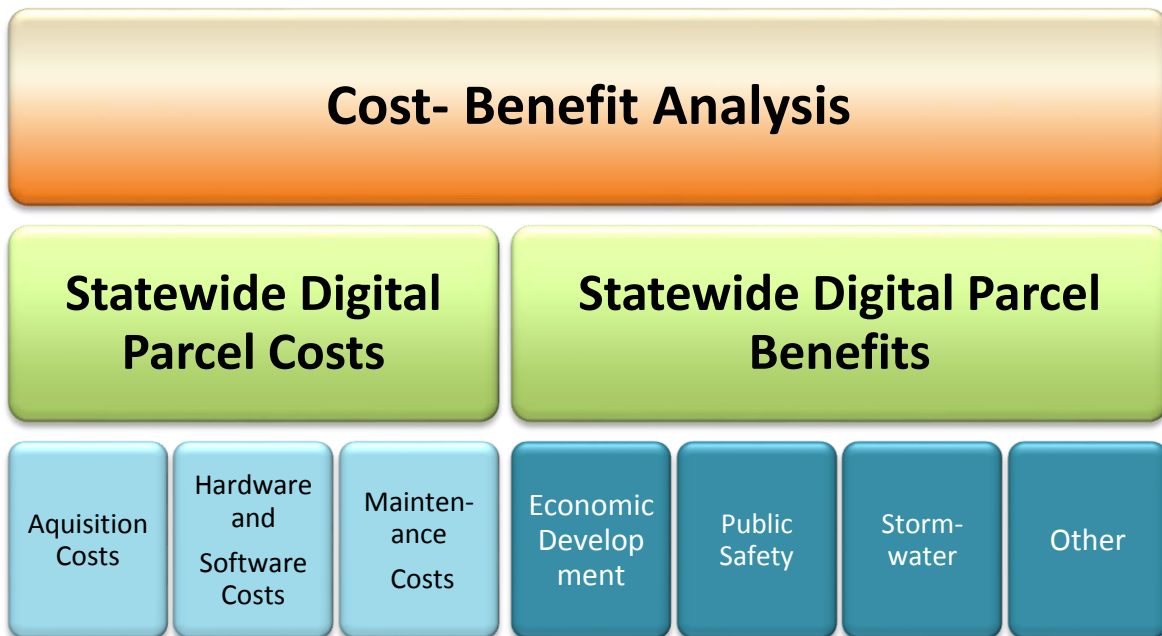 Cost- Benefit Analysis
Statewide Digital
Parcel Costs
Statewide Digital Parcel
Benefits
Aquisition
Costs
Hardware
and
Software
Costs
Mainten-
ance
Costs
Economic
Develop
ment
Public
Safety
Storm-
water
Other